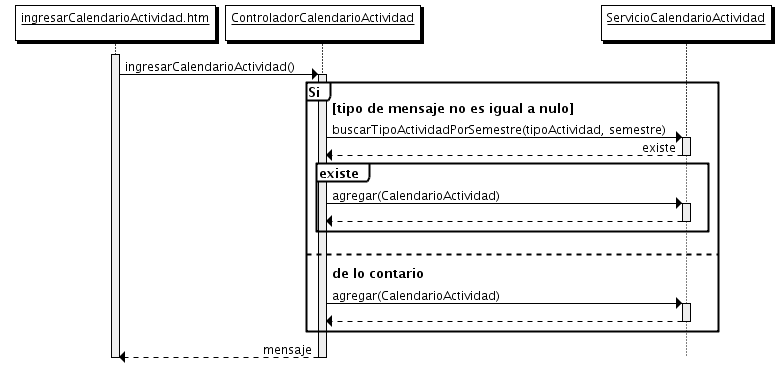 ingresarCalendarioActividad.htm
ControladorCalendarioActividad
ServicioCalendarioActividad
ingresarCalendarioActividad()
Si
[tipo de mensaje no es igual a nulo]
buscarTipoActividadPorSemestre(tipoActividad, semestre)
existe
existe
agregar(CalendarioActividad)
de lo contario
agregar(CalendarioActividad)
mensaje